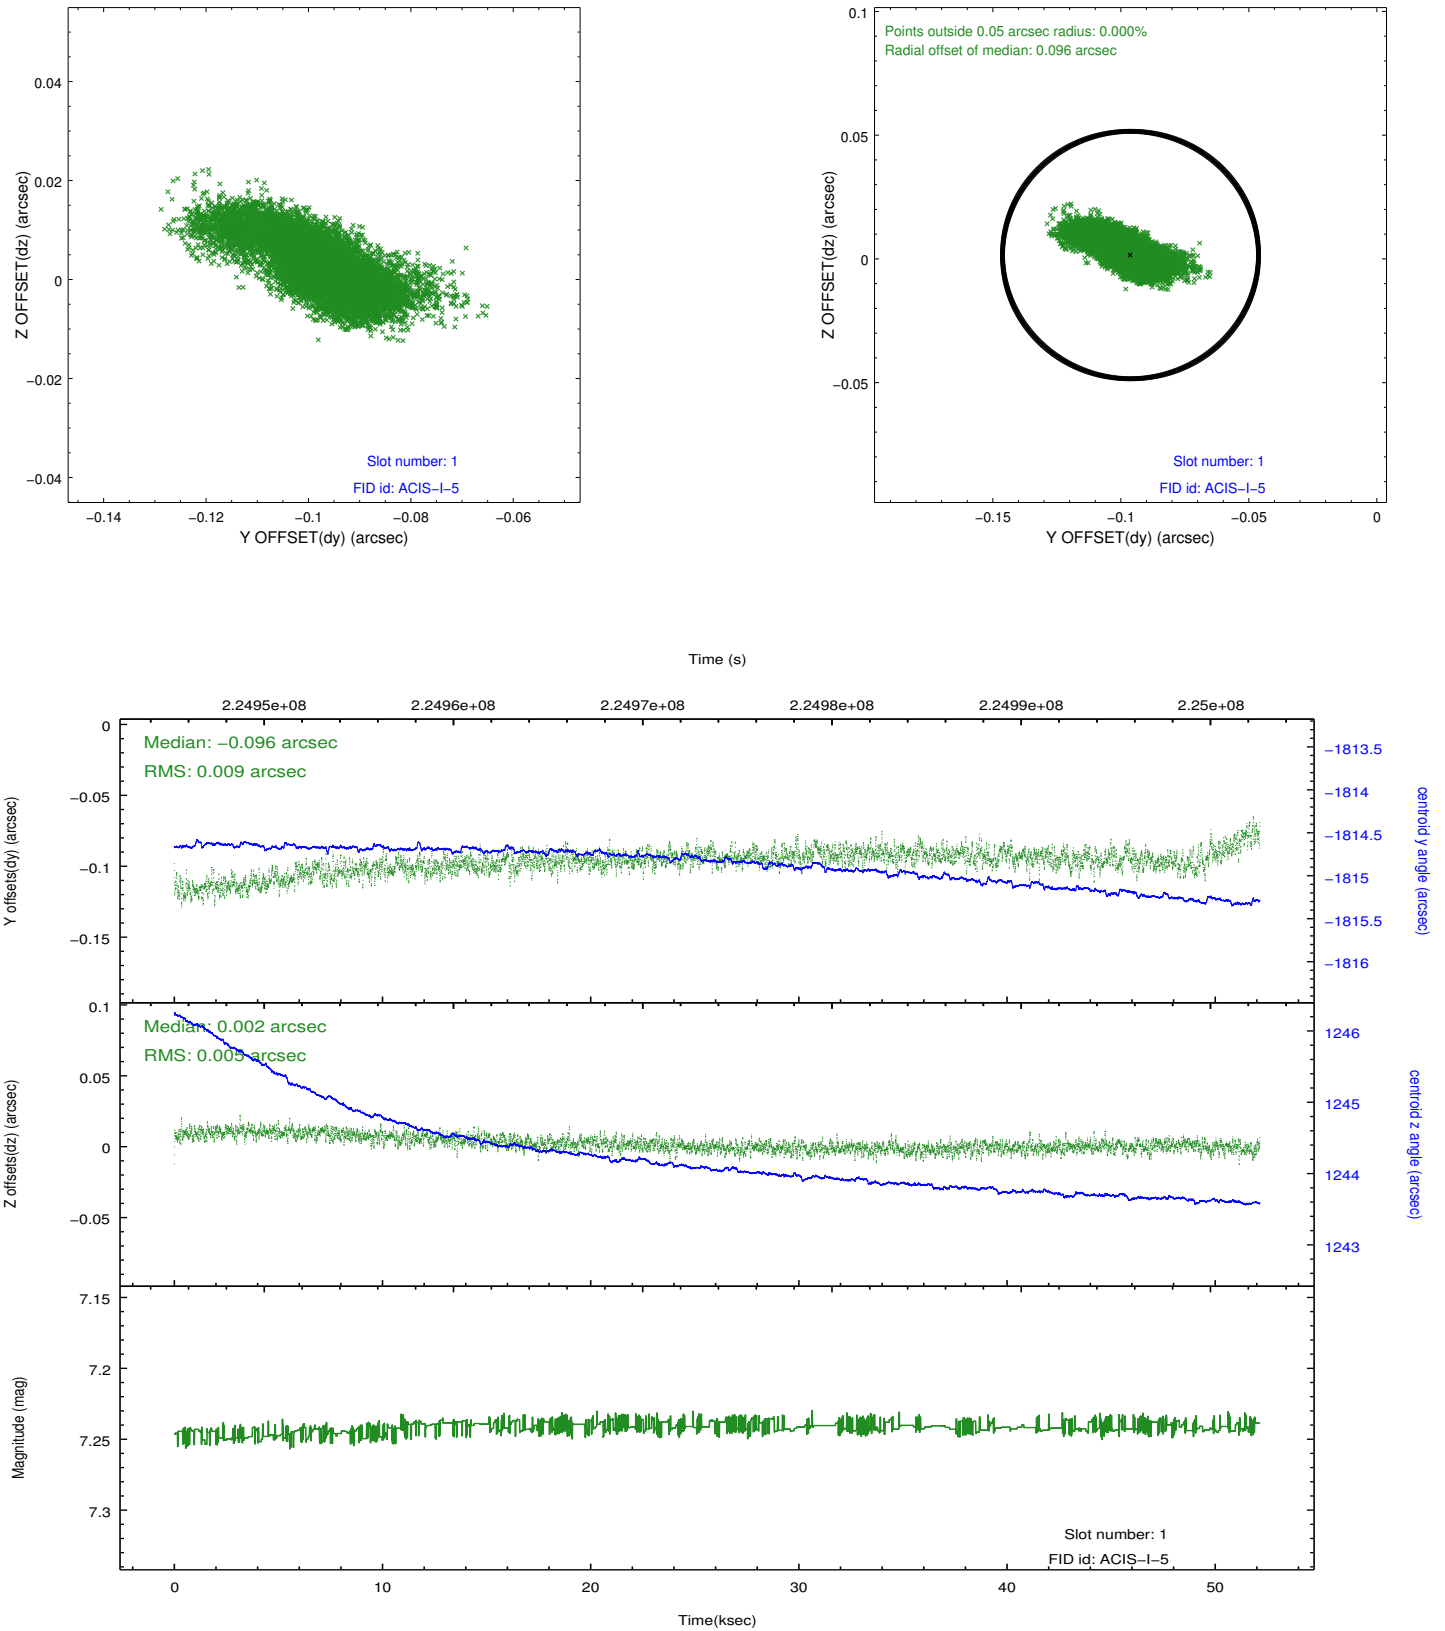 0.04
0.02
0
−0.02
−0.04
Z OFFSET(dz) (arcsec)
Slot number: 1
FID id: ACIS−I−5
−0.14 −0.12 −0.1 −0.08 −0.06
Y OFFSET(dy) (arcsec)
0.1
0.05
0
−0.05
Z OFFSET(dz) (arcsec)
Points outside 0.05 arcsec radius: 0.000%
Radial offset of median: 0.096 arcsec
Slot number: 1
FID id: ACIS−I−5
−0.15 −0.1 −0.05 0
Y OFFSET(dy) (arcsec)
Time (s)
2.2495e+08 2.2496e+08 2.2497e+08 2.2498e+08 2.2499e+08 2.25e+08
0
−0.05
−0.1
−0.15
Y offsets(dy) (arcsec)
Median: −0.096 arcsec
RMS: 0.009 arcsec
−1813.5
−1814
−1814.5
−1815
−1815.5
−1816
centroid y angle (arcsec)
0.1
0.05
0
−0.05
Z offsets(dz) (arcsec)
Median: 0.002 arcsec
RMS: 0.005 arcsec
1246
1245
1244
1243
centroid z angle (arcsec)
7.15
7.2
7.25
7.3
Magnitude (mag)
Slot number: 1
FID id: ACIS−I−5
0 10 20 30 40 50
Time(ksec)